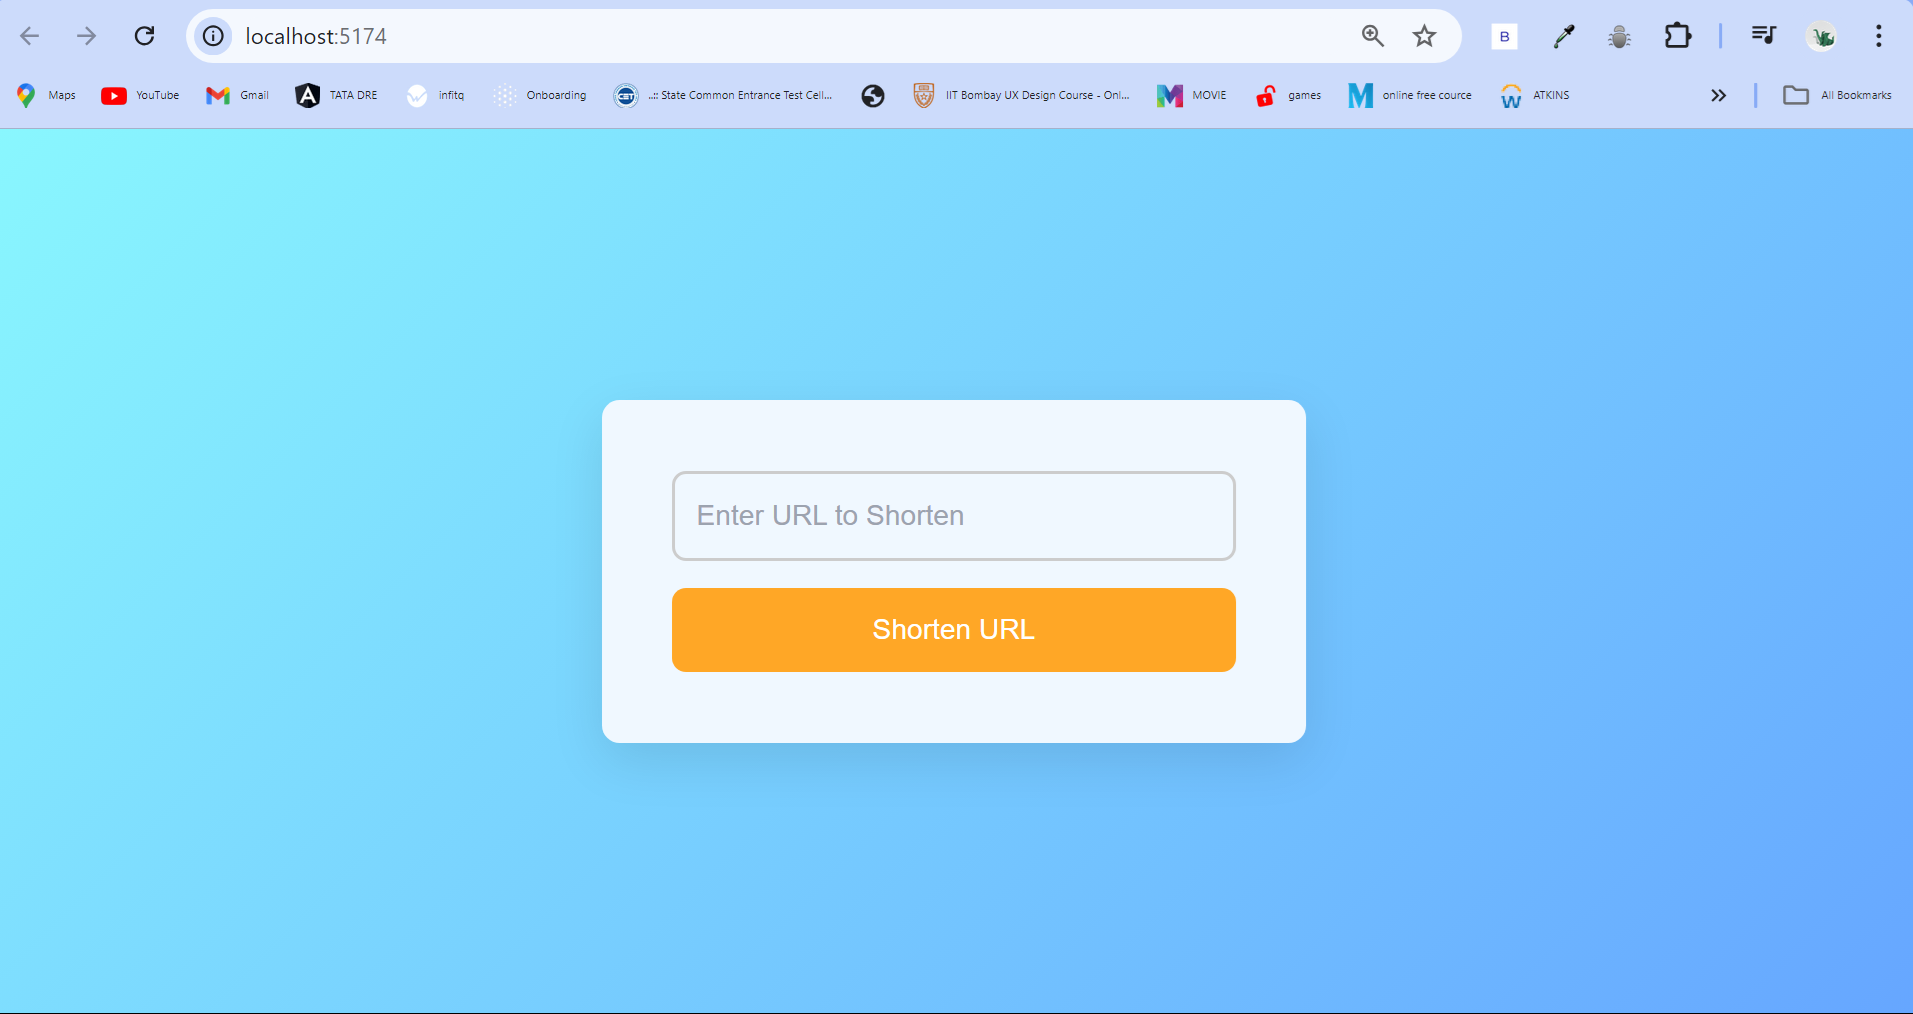 localhost:5174
B
Maps YouTube Gmail TATA DRE infitq Onboarding ..:: State Common Entrance Test Cell... IIT Bombay UX Design Course - Onl... MOVIE games online free cource ATKINS All Bookmarks
Enter URL to Shorten
Shorten URL